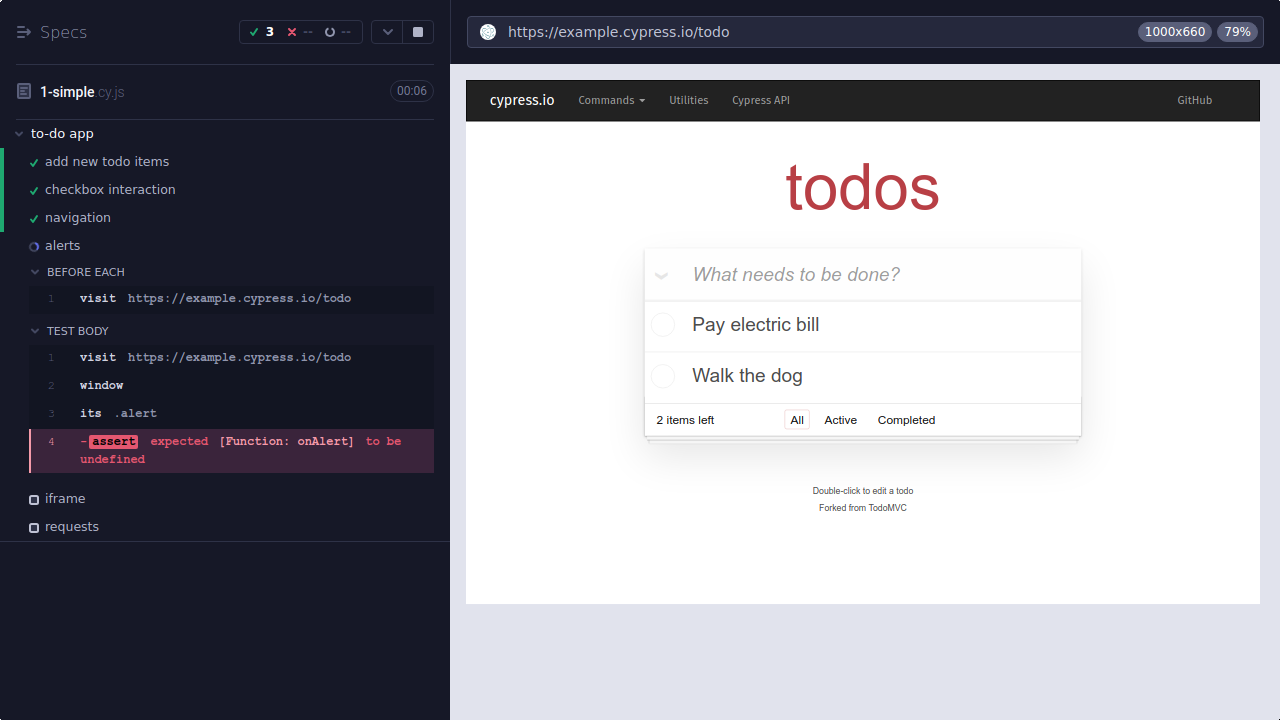 Specs
3 -- --
1-simple.cy.js 00:06
to-do app
add new todo items
checkbox interaction
navigation
alerts
BEFORE EACH
1 visit https://example.cypress.io/todo
TEST BODY
1 visit https://example.cypress.io/todo
2 window
3 its .alert
4 -assert expected [Function: onAlert] to be
undefined
iframe
requests
https://example.cypress.io/todo 1000x660 79%
cypress.io Commands Utilities Cypress API GitHub
todos
What needs to be done?
Pay electric bill
Walk the dog
2 items left All Active Completed
Double-click to edit a todo
Forked from TodoMVC